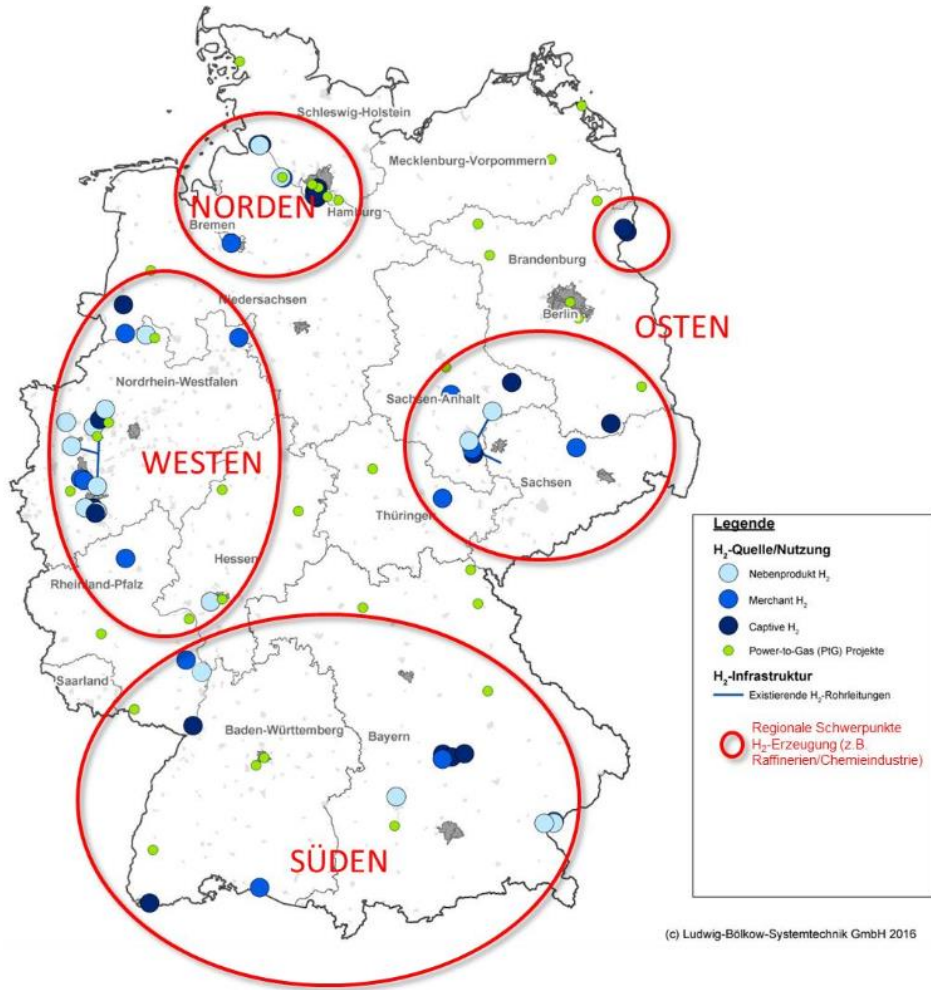 Schleswig-Holstein
Mecklenburg-Vorpommern
NORDEN
Hamburg
Bremen
Brandenburg
Niedersachsen
Berlin
OSTEN
Nordrhein-Westfalen
Sachsen-Anhalt
WESTEN
Sachsen
Thüringen
Hessen
Rheinland-Pfalz
Saarland
Baden-Württemberg
Bayern
SÜDEN
Legende
H₂-Quelle/Nutzung
Nebenprodukt H₂
Merchant H₂
Captive H₂
Power-to-Gas (PtG) Projekte
H₂-Infrastruktur
Existierende H₂-Rohrleitungen
Regionale Schwerpunkte
H₂-Erzeugung (z.B.
Raffinerien/Chemieindustrie)
(c) Ludwig-Bölkow-Systemtechnik GmbH 2016